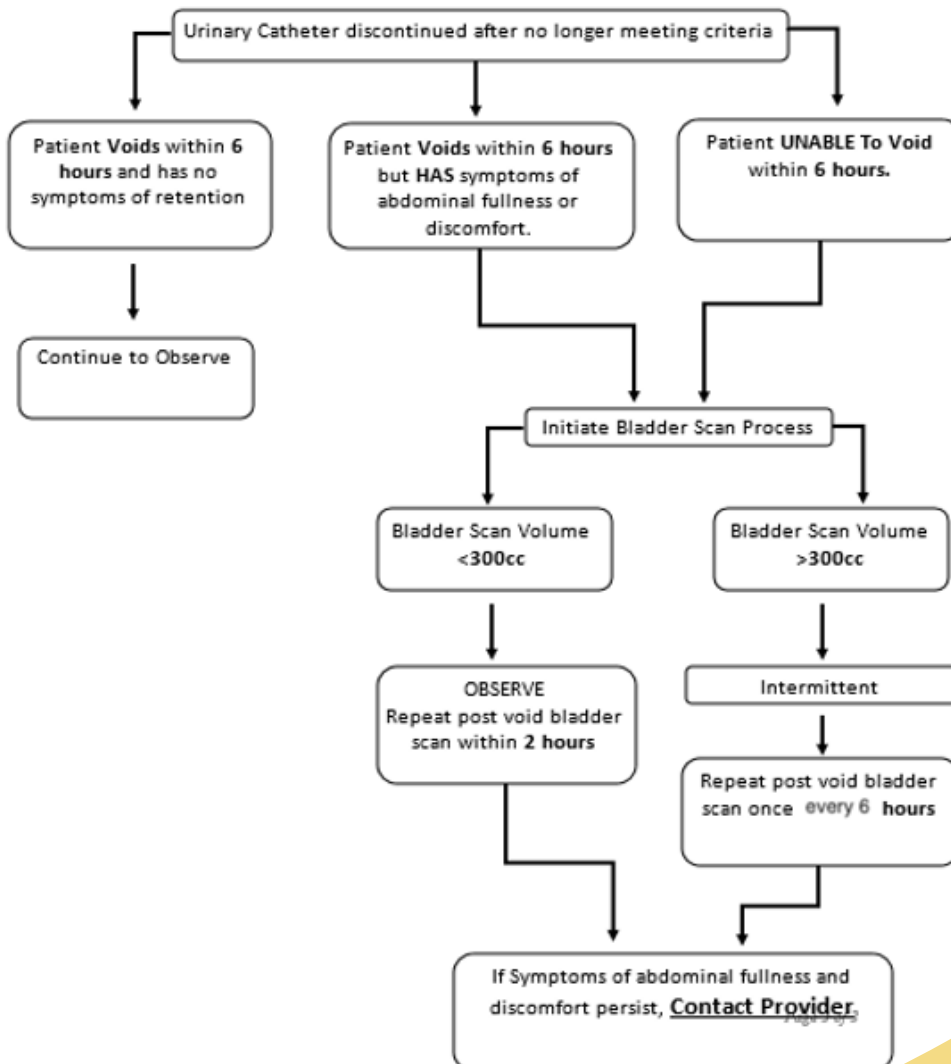 Urinary Catheter discontinued after no longer meeting criteria
Patient Voids within 6
hours and has no
symptoms of retention
Patient Voids within 6 hours
but HAS symptoms of
abdominal fullness or
discomfort.
Patient UNABLE To Void
within 6 hours.
Continue to Observe
Initiate Bladder Scan Process
Bladder Scan Volume
<300cc
Bladder Scan Volume
>300cc
OBSERVE
Repeat post void bladder
scan within 2 hours
Intermittent
Repeat post void bladder
scan once every 6 hours
If Symptoms of abdominal fullness and
discomfort persist, Contact Provider